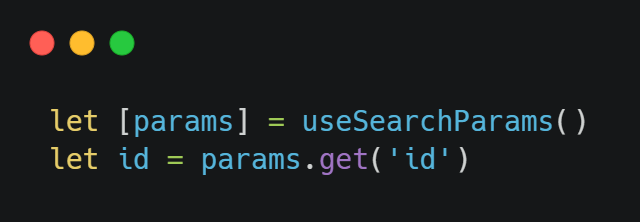 let [params] = useSearchParams()
let id = params.get('id')